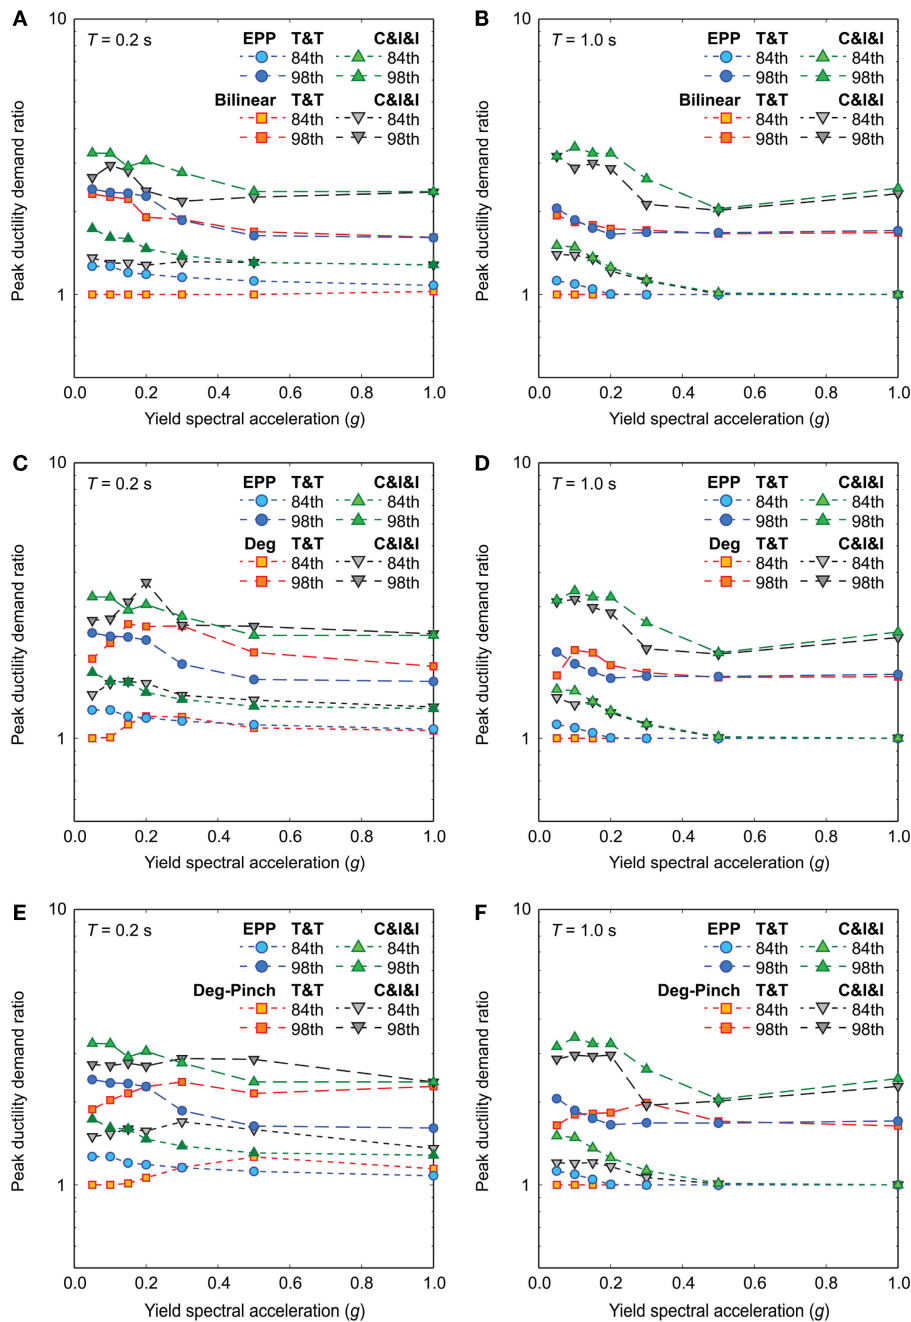 A
B
T = 0.2 s
EPP T&T C&I&I
84th 84th
98th 98th
Bilinear T&T C&I&I
84th 84th
98th 98th
10
1
Peak ductility demand ratio
0.0 0.2 0.4 0.6 0.8 1.0
Yield spectral acceleration (g)
T = 1.0 s
EPP T&T C&I&I
84th 84th
98th 98th
Bilinear T&T C&I&I
84th 84th
98th 98th
10
1
Peak ductility demand ratio
0.0 0.2 0.4 0.6 0.8 1.0
Yield spectral acceleration (g)
C
D
T = 0.2 s
EPP T&T C&I&I
84th 84th
98th 98th
Deg T&T C&I&I
84th 84th
98th 98th
10
1
Peak ductility demand ratio
0.0 0.2 0.4 0.6 0.8 1.0
Yield spectral acceleration (g)
T = 1.0 s
EPP T&T C&I&I
84th 84th
98th 98th
Deg T&T C&I&I
84th 84th
98th 98th
10
1
Peak ductility demand ratio
0.0 0.2 0.4 0.6 0.8 1.0
Yield spectral acceleration (g)
E
F
T = 0.2 s
EPP T&T C&I&I
84th 84th
98th 98th
Deg-Pinch T&T C&I&I
84th 84th
98th 98th
10
1
Peak ductility demand ratio
0.0 0.2 0.4 0.6 0.8 1.0
Yield spectral acceleration (g)
T = 1.0 s
EPP T&T C&I&I
84th 84th
98th 98th
Deg-Pinch T&T C&I&I
84th 84th
98th 98th
10
1
Peak ductility demand ratio
0.0 0.2 0.4 0.6 0.8 1.0
Yield spectral acceleration (g)